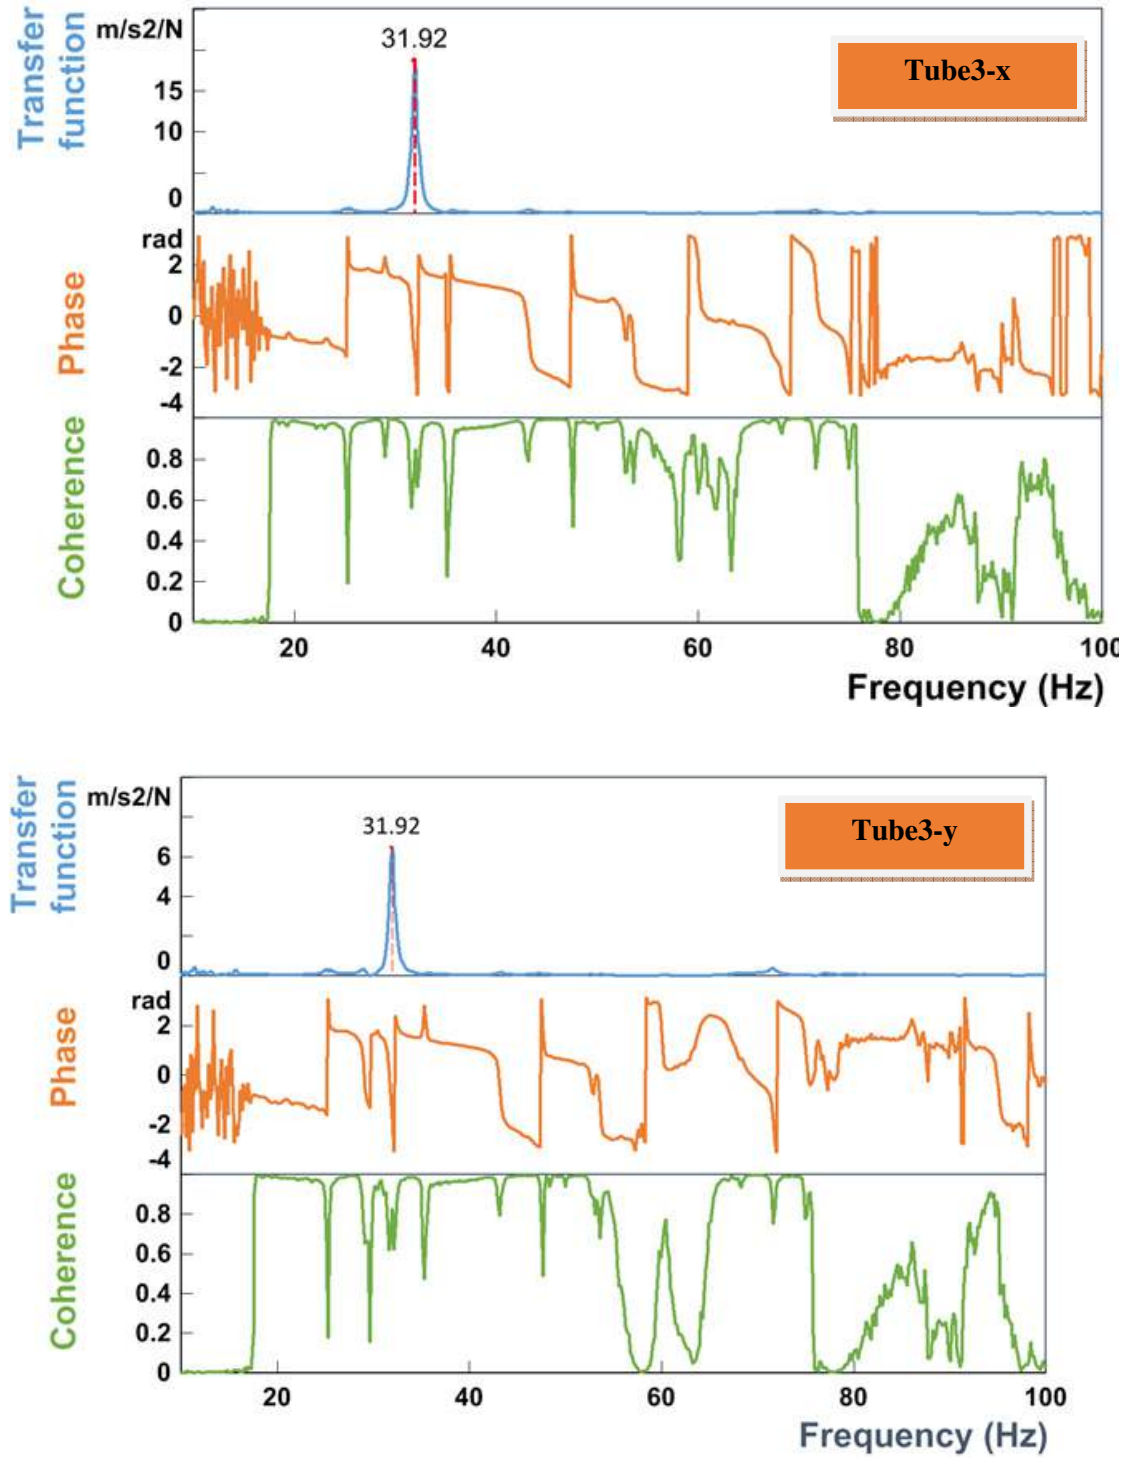 Transfer function
m/s2/N
31.92
Tube3-x
15
10
0
Phase
rad
2
0
-2
-4
Coherence
0.8
0.6
0.4
0.2
0
20
40
60
80
100
Frequency (Hz)
Transfer function
m/s2/N
31.92
Tube3-y
6
4
0
Phase
rad
2
0
-2
-4
Coherence
0.8
0.6
0.4
0.2
0
20
40
60
80
100
Frequency (Hz)